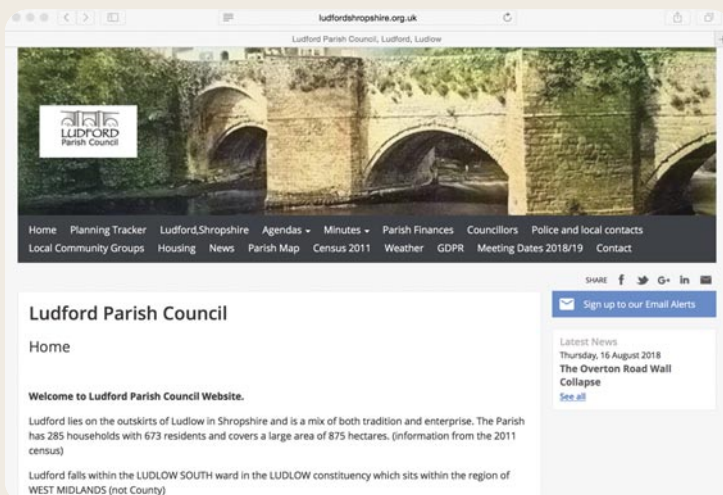 ludfordshropshire.org.uk
Ludford Parish Council, Ludford, Ludlow
LUDFORD
Parish Council
Home Planning Tracker Ludford,Shropshire Agendas Minutes Parish Finances Councillors Police and local contacts
Local Community Groups Housing News Parish Map Census 2011 Weather GDPR Meeting Dates 2018/19 Contact
SHARE f G+ in
Sign up to our Email Alerts
Ludford Parish Council
Home
Welcome to Ludford Parish Council Website.
Ludford lies on the outskirts of Ludlow in Shropshire and is a mix of both tradition and enterprise. The Parish
has 285 households with 673 residents and covers a large area of 875 hectares. (information from the 2011
census)
Ludford falls within the LUDLOW SOUTH ward in the LUDLOW constituency which sits within the region of
WEST MIDLANDS (not County)
Latest News
Thursday, 16 August 2018
The Overton Road Wall
Collapse
See all